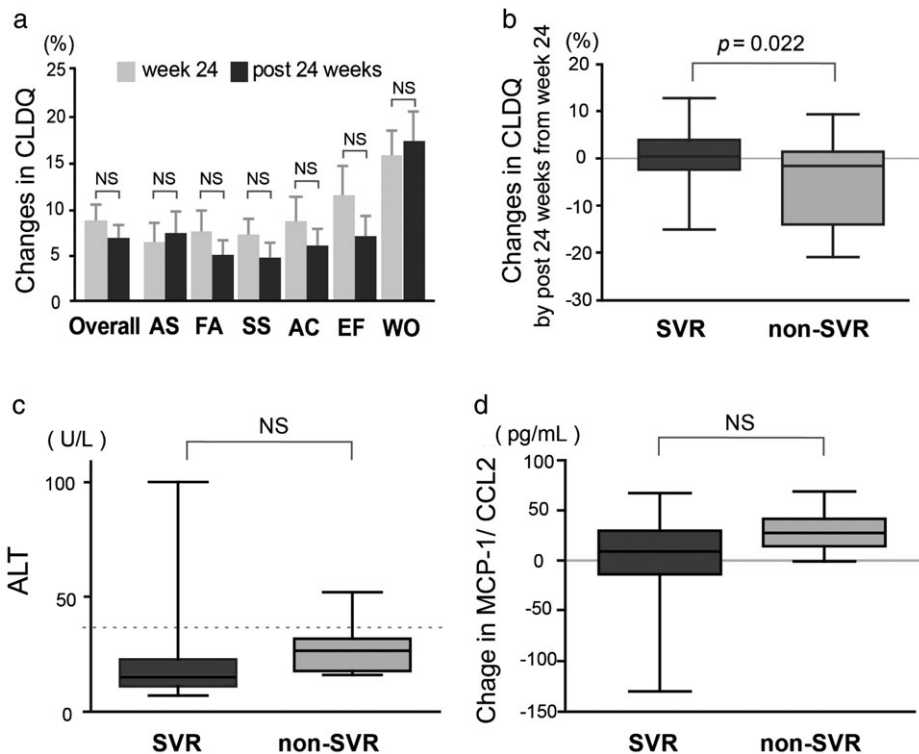 a
(%)
Changes in CLDQ
25
20
15
10
5
0
week 24
post 24 weeks
NS
NS
NS
NS
NS
NS
NS
Overall AS FA SS AC EF WO
b
(%)
p = 0.022
Changes in CLDQ
by post 24 weeks from week 24
20
10
0
-10
-20
-30
SVR non-SVR
c
( U/L )
NS
ALT
100
50
0
SVR non-SVR
d
( pg/mL )
NS
Chage in MCP-1/ CCL2
100
50
0
-50
-100
-150
SVR non-SVR